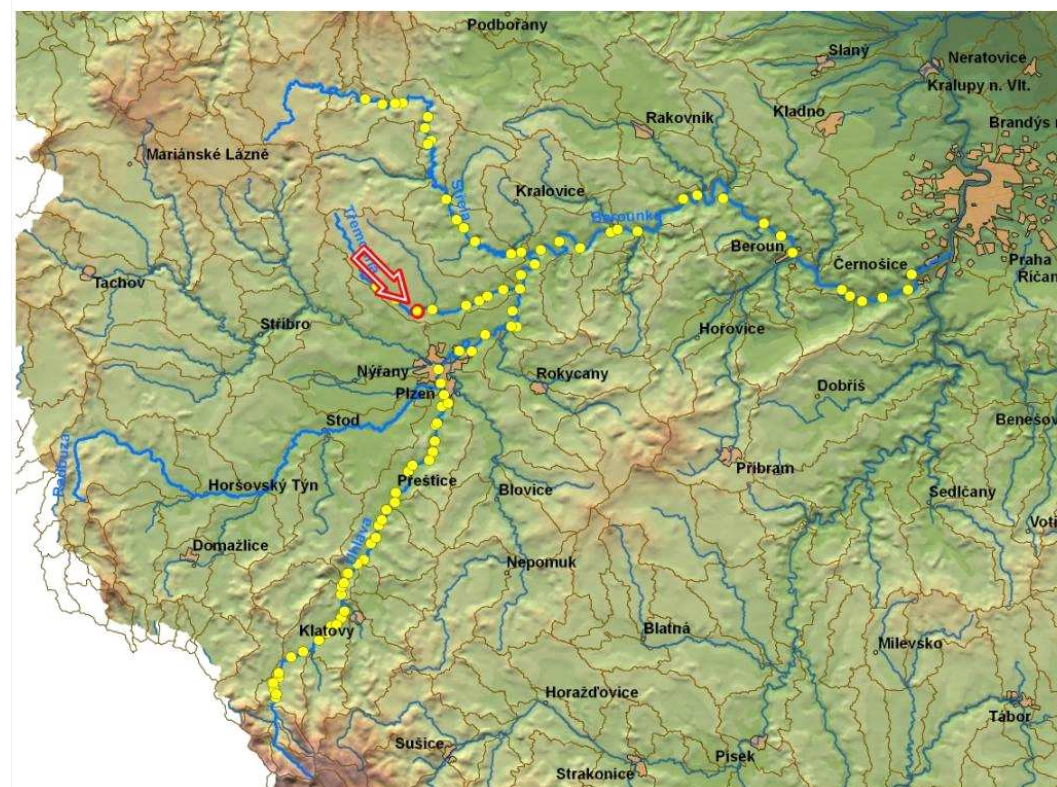 Podbořany
Slaný
Neratovice
Kralupy n. Vlt.
Kladno
Rakovník
Brandýs n
Mariánské Lázně
Kralovice
Střela
Berounka
Beroun
Praha
Říčan
Černošice
Tachov
Stříbro
Hořovice
Nýřany
Rokycany
Dobříš
Plzeň
Benešov
Stod
Radbuza
Přeštice
Příbram
Horšovský Týn
Blovice
Sedlčany
Voti
Úhlava
Domažlice
Nepomuk
Klatovy
Blatná
Milevsko
Horažďovice
Tábor
Sušice
Písek
Strakonice